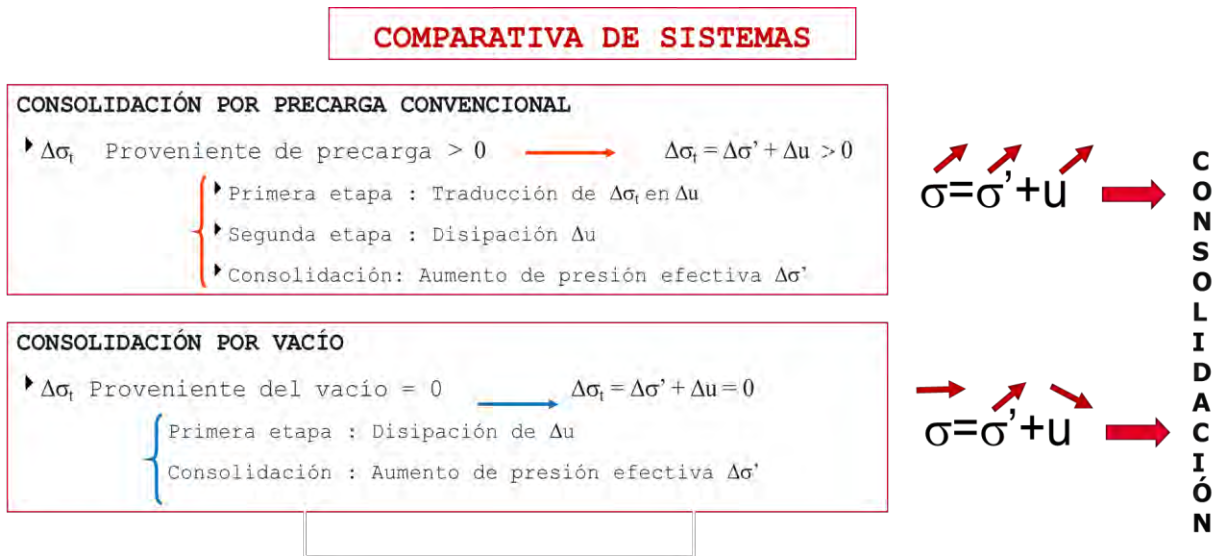 COMPARATIVA DE SISTEMAS
CONSOLIDACIÓN POR PRECARGA CONVENCIONAL
Δσt Proveniente de precarga > 0
Δσt = Δσ’ + Δu > 0
Primera etapa : Traducción de Δσt en Δu
Segunda etapa : Disipación Δu
Consolidación: Aumento de presión efectiva Δσ’
σ=σ’+u
CONSOLIDACIÓN POR VACÍO
Δσt Proveniente del vacío = 0
Δσt = Δσ’ + Δu = 0
Primera etapa : Disipación de Δu
Consolidación : Aumento de presión efectiva Δσ’
σ=σ’+u
CONSOLIDACIÓN